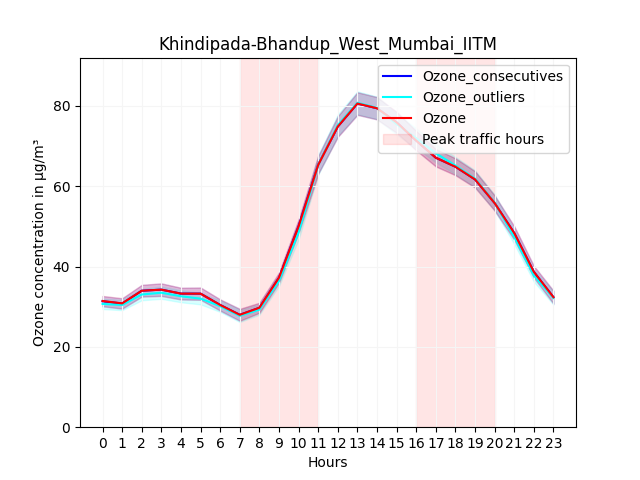 Khindipada-Bhandup_West_Mumbai_IITM
Ozone_consecutives
Ozone_outliers
Ozone
Peak traffic hours
Ozone concentration in µg/m³
80
60
40
20
0
0 1 2 3 4 5 6 7 8 9 10 11 12 13 14 15 16 17 18 19 20 21 22 23
Hours